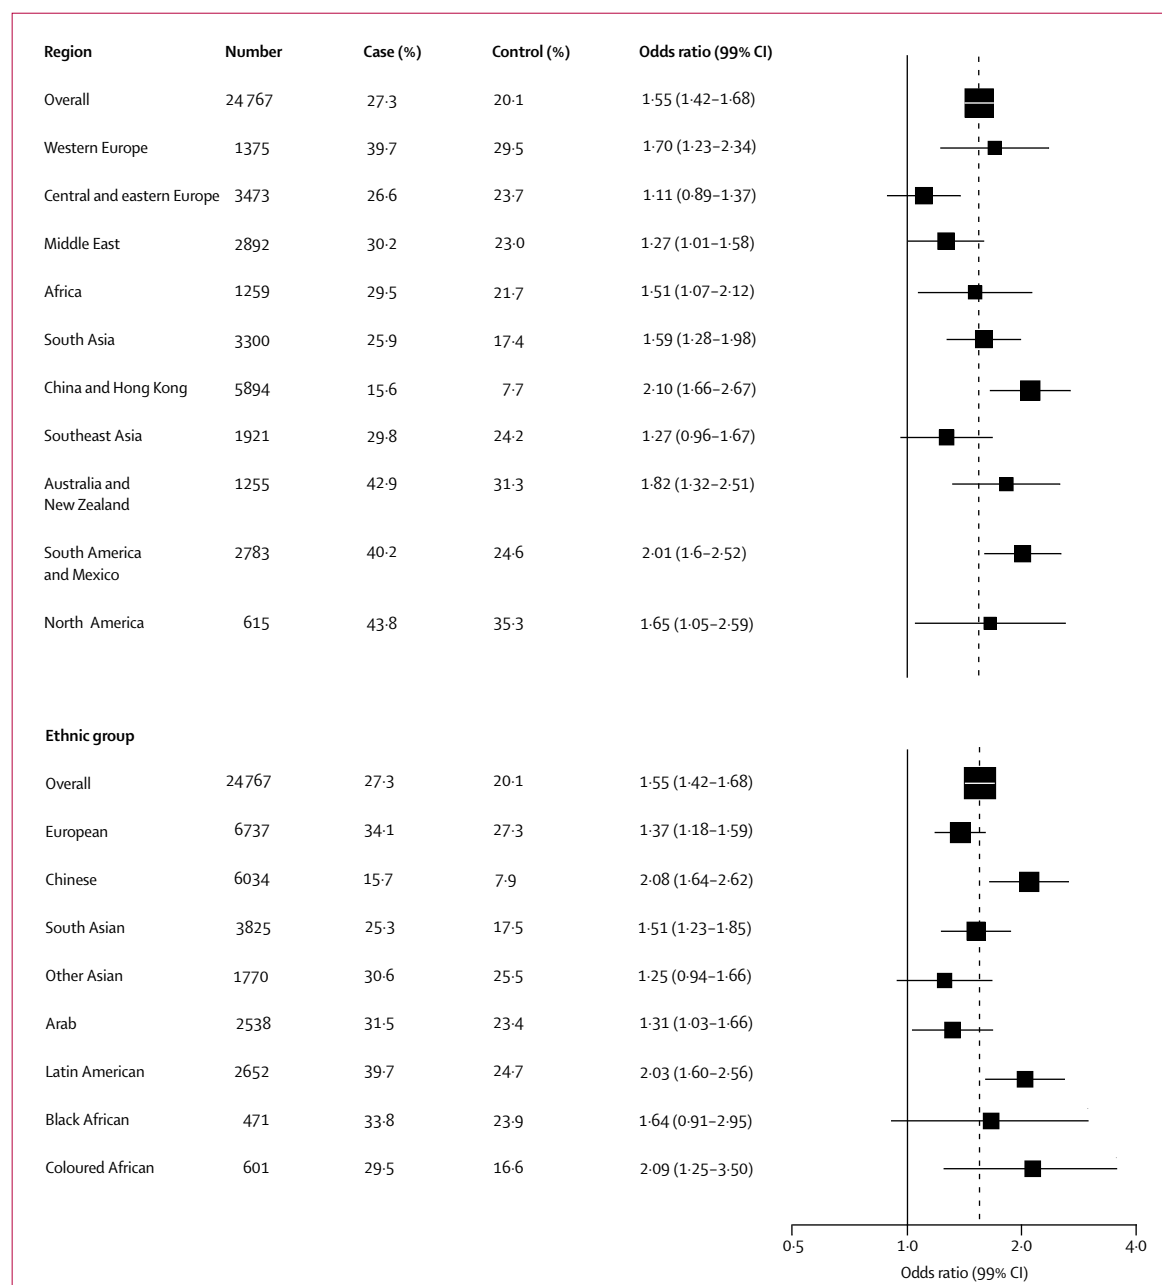 Region Number Case (%) Control (%) Odds ratio (99% CI)
Overall 24 767 27·3 20·1 1·55 (1·42–1·68)
Western Europe 1375 39·7 29·5 1·70 (1·23–2·34)
Central and eastern Europe 3473 26·6 23·7 1·11 (0·89–1·37)
Middle East 2892 30·2 23·0 1·27 (1·01–1·58)
Africa 1259 29·5 21·7 1·51 (1·07–2·12)
South Asia 3300 25·9 17·4 1·59 (1·28–1·98)
China and Hong Kong 5894 15·6 7·7 2·10 (1·66–2·67)
Southeast Asia 1921 29·8 24·2 1·27 (0·96–1·67)
Australia and 1255 42·9 31·3 1·82 (1·32–2·51)
New Zealand
South America 2783 40·2 24·6 2·01 (1·6–2·52)
and Mexico
North America 615 43·8 35·3 1·65 (1·05–2·59)
Ethnic group
Overall 24 767 27·3 20·1 1·55 (1·42–1·68)
European 6737 34·1 27·3 1·37 (1·18–1·59)
Chinese 6034 15·7 7·9 2·08 (1·64–2·62)
South Asian 3825 25·3 17·5 1·51 (1·23–1·85)
Other Asian 1770 30·6 25·5 1·25 (0·94–1·66)
Arab 2538 31·5 23·4 1·31 (1·03–1·66)
Latin American 2652 39·7 24·7 2·03 (1·60–2·56)
Black African 471 33·8 23·9 1·64 (0·91–2·95)
Coloured African 601 29·5 16·6 2·09 (1·25–3·50)
0·5 1·0 2·0 4·0
Odds ratio (99% CI)